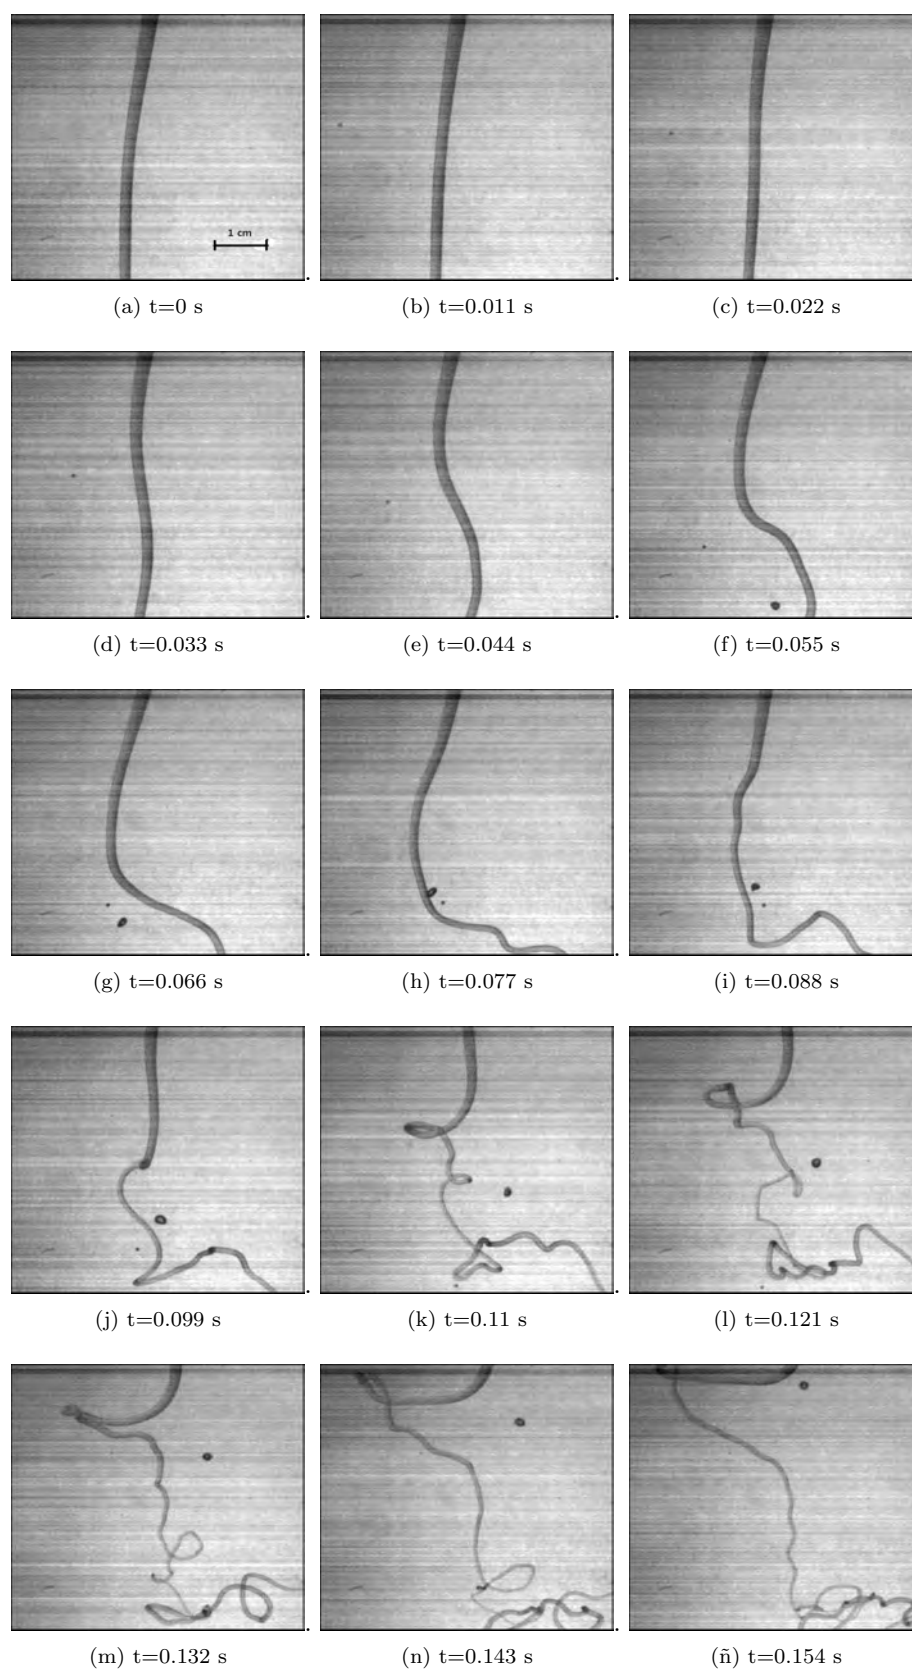 1 cm
(a) t=0 s
(b) t=0.011 s
(c) t=0.022 s
(d) t=0.033 s
(e) t=0.044 s
(f) t=0.055 s
(g) t=0.066 s
(h) t=0.077 s
(i) t=0.088 s
(j) t=0.099 s
(k) t=0.11 s
(l) t=0.121 s
(m) t=0.132 s
(n) t=0.143 s
(ñ) t=0.154 s